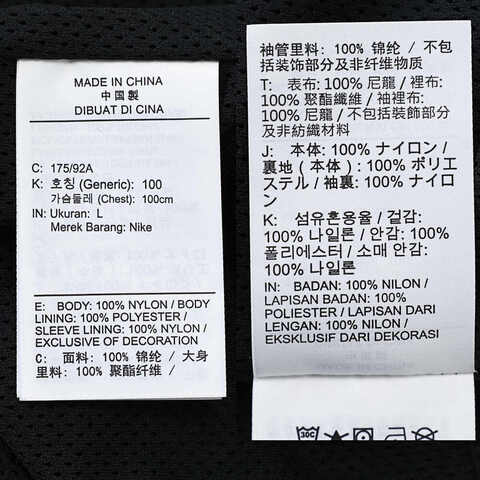 MADE IN CHINA
中国製
DIBUAT DI CINA
C: 175/92A
K: 호칭 (Generic): 100
가슴둘레 (Chest): 100cm
IN: Ukuran: L
Merek Barang: Nike
E: BODY: 100% NYLON / BODY
LINING: 100% POLYESTER /
SLEEVE LINING: 100% NYLON /
EXCLUSIVE OF DECORATION
C: 面料: 100% 锦纶 / 大身
里料: 100% 聚酯纤维 /
袖管里料: 100% 锦纶 / 不包
括装饰部分及非纤维物质
T: 表布: 100% 尼龍 / 裡布:
100% 聚酯纖維 / 袖裡布:
100% 尼龍 / 不包括裝飾部分
及非紡織材料
J: 本体: 100% ナイロン /
裏地 (本体) : 100% ポリエ
ステル / 袖裏: 100% ナイロ
ン
K: 섬유혼용율 / 겉감:
100% 나일론 / 안감: 100%
폴리에스터 / 소매 안감:
100% 나일론
IN: BADAN: 100% NILON /
LAPISAN BADAN: 100%
POLIESTER / LAPISAN DARI
LENGAN: 100% NILON /
EKSKLUSIF DARI DEKORASI
30C